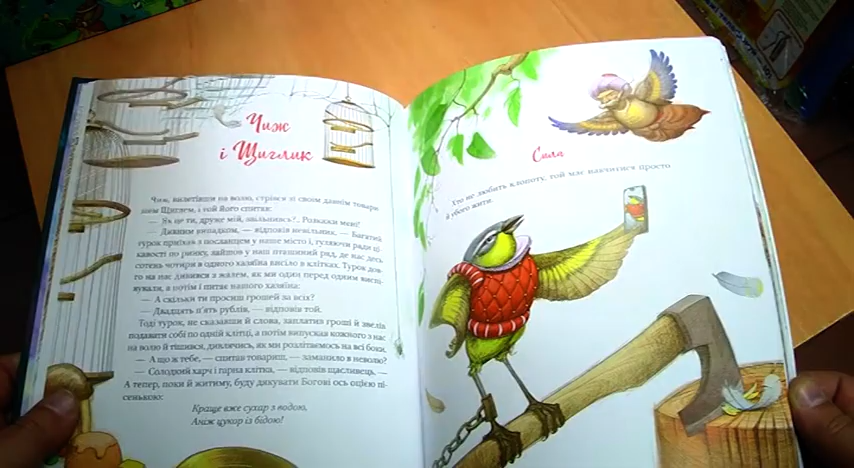 Чиж
і Щиглик
Чиж, вилетівши на волю, стрівся зі своїм давнім товари-
шем Щиглем, і той його спитав:
— Як це ти, друже мій, звільнивсь?.. Розкажи мені!
— Дивним випадком, — відповів невільник. — Багатий
турок приїхав з посланцем у наше місто і, гуляючи ради ці-
кавості по ринку, зайшов у наш пташиний ряд, де нас десь
сотень чотири в одного хазяїна висіло в клітках. Турок дов-
го на нас дивився з жалем, як ми один перед одним виспі-
вували, а потім і питає нашого хазяїна:
— А скільки ти просиш грошей за всіх?
— Двадцять п'ять рублів, — відповів той.
Тоді турок, не сказавши й слова, заплатив гроші й звелів
подавати собі по одній клітці, а потім випускав кожного з нас
на волю й тішився, дивлячись, як ми розлітаємось на всі боки.
— А що ж тебе, — спитав товариш, — заманило в неволю?
— Солодкий харч і гірна клітка, — відповів щасливець. —
А тепер, поки й житиму, буду дякувати Богові ось оцією пі-
сенькою:
Краще вже сухар з водою,
Аніж цукор із бідою!
Сила
Хто не любить клопоту, той має навчитися просто
й убого жити.